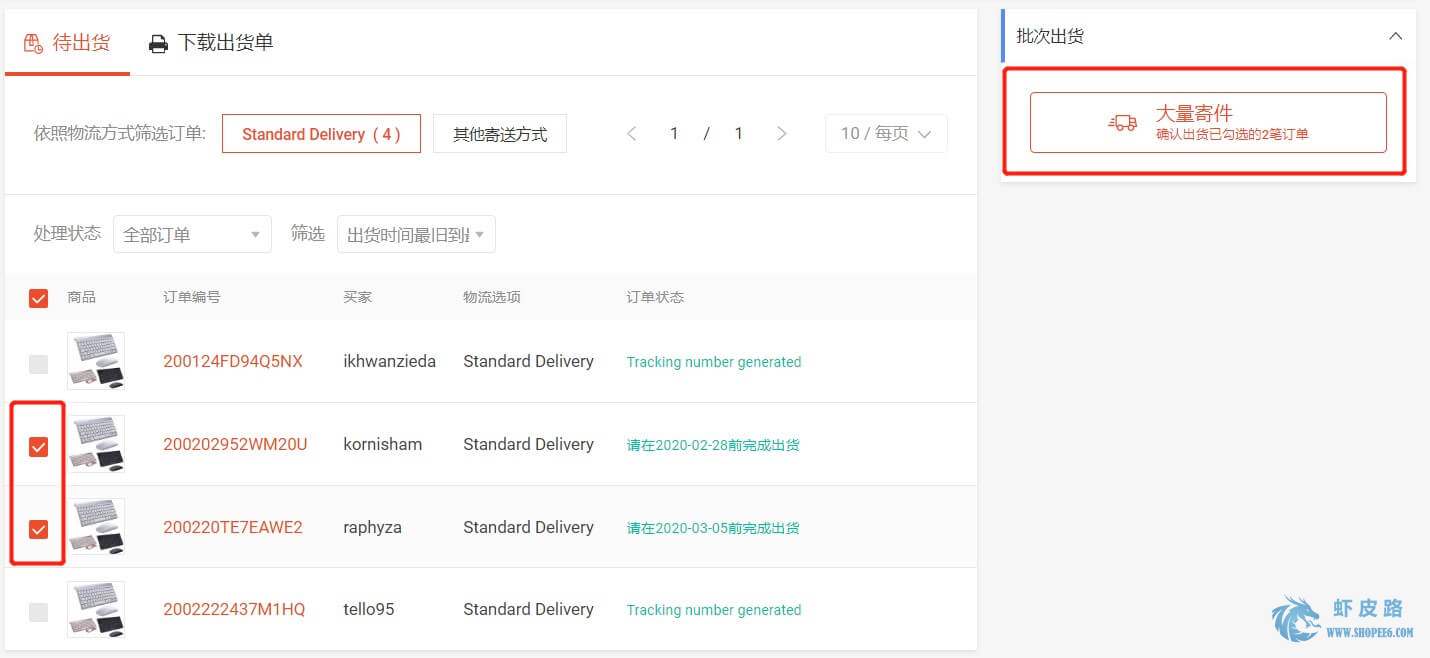 待出货
下载出货单
依照物流方式筛选订单:
Standard Delivery ( 4 )
其他寄送方式
1 / 1
10 / 每页
处理状态
全部订单
筛选
出货时间最旧到
商品 订单编号 买家 物流选项 订单状态
200124FD94Q5NX ikhwanzieda Standard Delivery Tracking number generated
200202952WM20U kornisham Standard Delivery 请在2020-02-28前完成出货
200220TE7EAWE2 raphyza Standard Delivery 请在2020-03-05前完成出货
2002222437M1HQ tello95 Standard Delivery Tracking number generated
批次出货
大量寄件
确认出货已勾选的2笔订单
虾皮路
WWW.SHOPEE6.COM